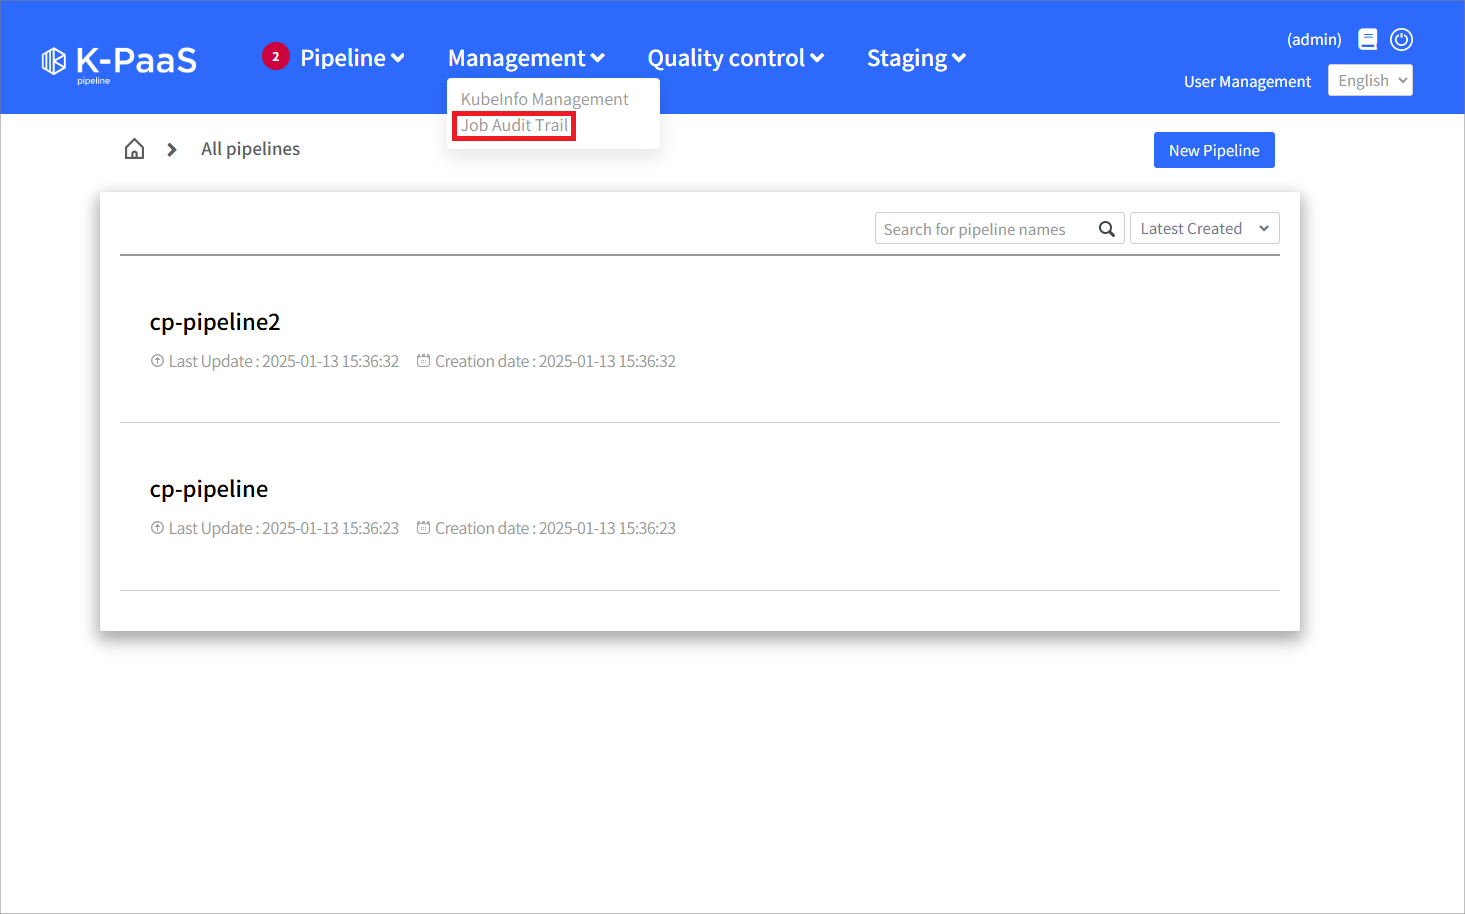 K-PaaS
pipeline
2
Pipeline
Management
Quality control
Staging
(admin)
User Management
English
KubeInfo Management
Job Audit Trail
All pipelines
New Pipeline
Search for pipeline names
Latest Created
cp-pipeline2
Last Update : 2025-01-13 15:36:32 Creation date : 2025-01-13 15:36:32
cp-pipeline
Last Update : 2025-01-13 15:36:23 Creation date : 2025-01-13 15:36:23